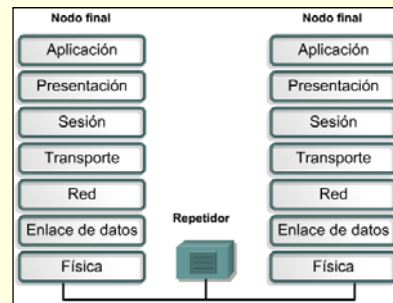 Nodo final
Aplicación
Presentación
Sesión
Transporte
Red
Enlace de datos
Física
Repetidor
Nodo final
Aplicación
Presentación
Sesión
Transporte
Red
Enlace de datos
Física